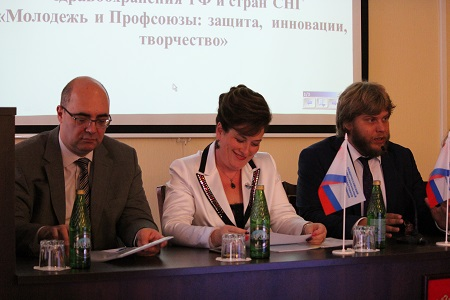 здравоохранения РФ и стран СНГ
«Молодежь и Профсоюзы: защита, инновации,
творчество»